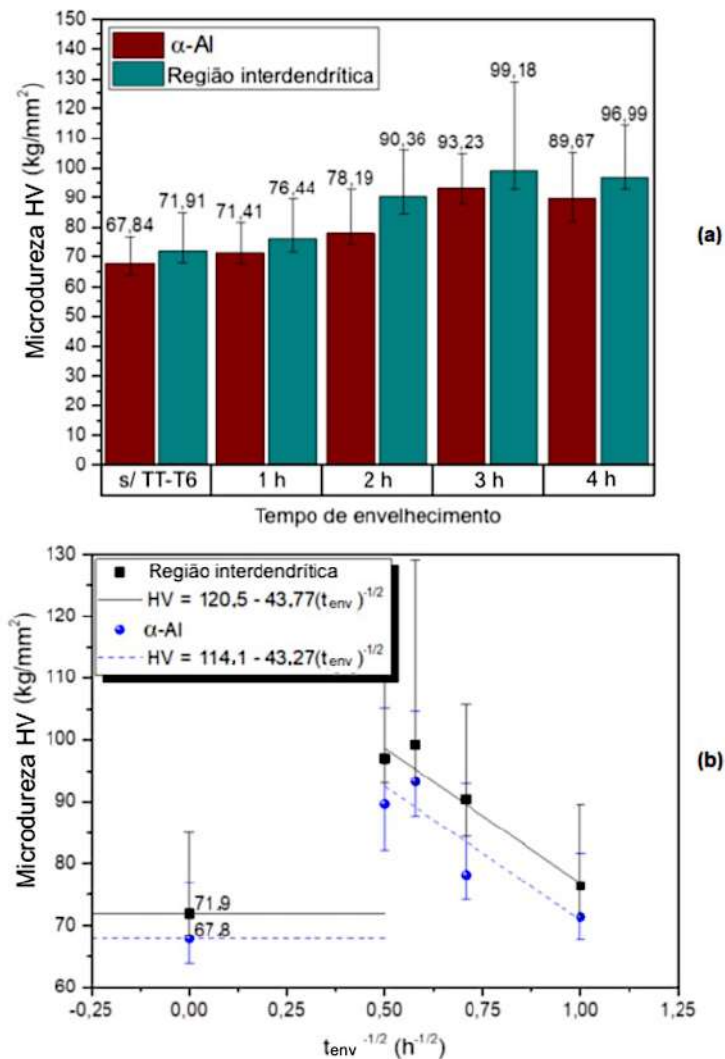 α-Al
Região interdendrítica
Microdureza HV (kg/mm²)
150
140
130
120
110
100
90
80
70
60
50
40
30
20
10
0
67,84
71,91
71,41
76,44
78,19
90,36
93,23
99,18
89,67
96,99
s/ TT-T6
1 h
2 h
3 h
4 h
Tempo de envelhecimento
(a)
Região interdendrítica
HV = 120.5 - 43.77(t_env)^-1/2
α-Al
HV = 114.1 - 43.27(t_env)^-1/2
Microdureza HV (kg/mm²)
130
120
110
100
90
80
70
60
71.9
67.8
-0,25
0,00
0,25
0,50
0,75
1,00
1,25
t_env ^-1/2 (h^-1/2)
(b)